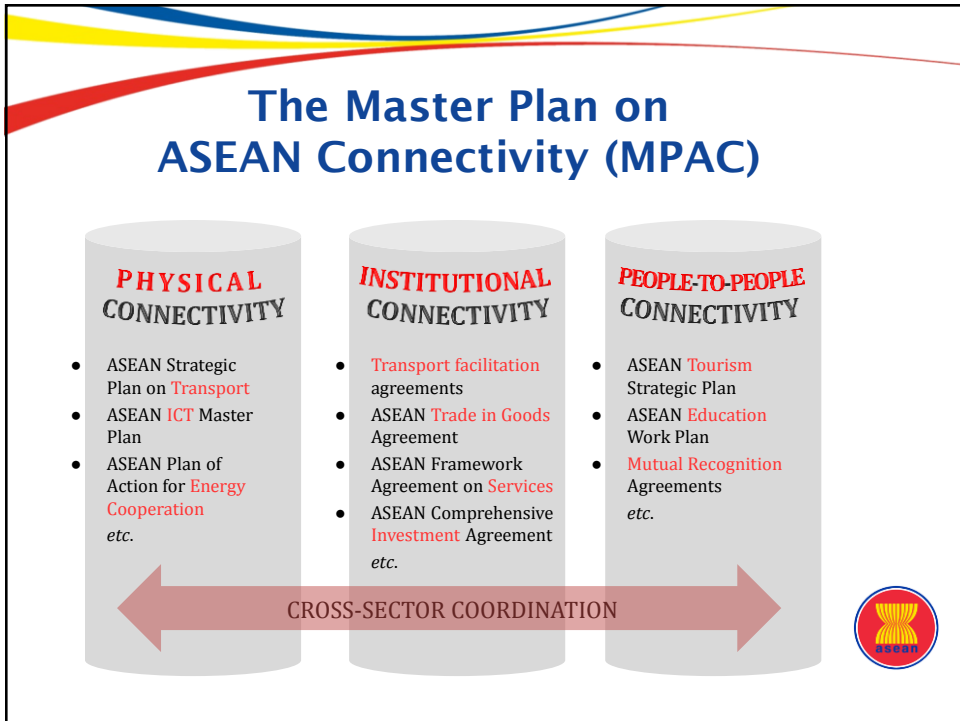 The Master Plan on
ASEAN Connectivity (MPAC)
PHYSICAL
CONNECTIVITY
● ASEAN Strategic
Plan on Transport
● ASEAN ICT Master
Plan
● ASEAN Plan of
Action for Energy
Cooperation
etc.
INSTITUTIONAL
CONNECTIVITY
● Transport facilitation
agreements
● ASEAN Trade in Goods
Agreement
● ASEAN Framework
Agreement on Services
● ASEAN Comprehensive
Investment Agreement
etc.
PEOPLE-TO-PEOPLE
CONNECTIVITY
● ASEAN Tourism
Strategic Plan
● ASEAN Education
Work Plan
● Mutual Recognition
Agreements
etc.
CROSS-SECTOR COORDINATION
asean